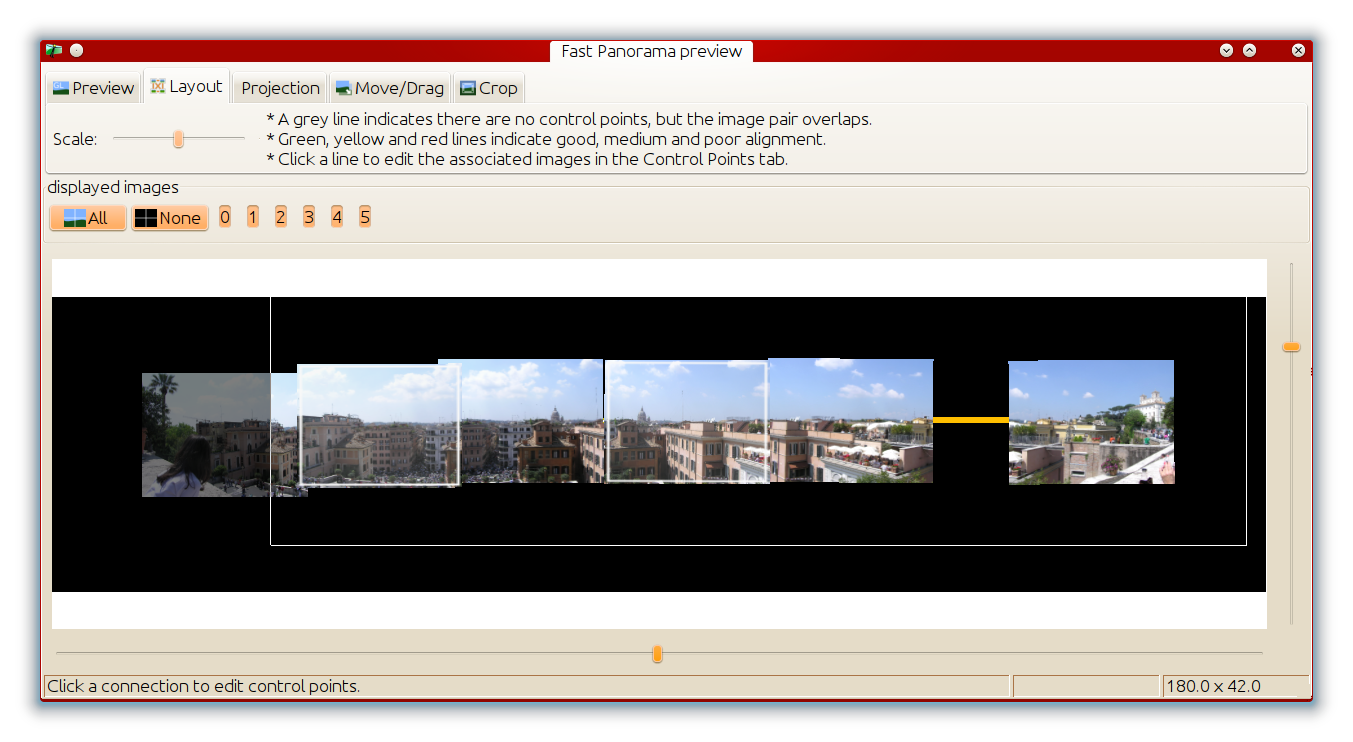 Fast Panorama preview
Preview Layout Projection Move/Drag Crop
Scale:
* A grey line indicates there are no control points, but the image pair overlaps.
* Green, yellow and red lines indicate good, medium and poor alignment.
* Click a line to edit the associated images in the Control Points tab.
displayed images
All None 0 1 2 3 4 5
Click a connection to edit control points.
180.0 x 42.0